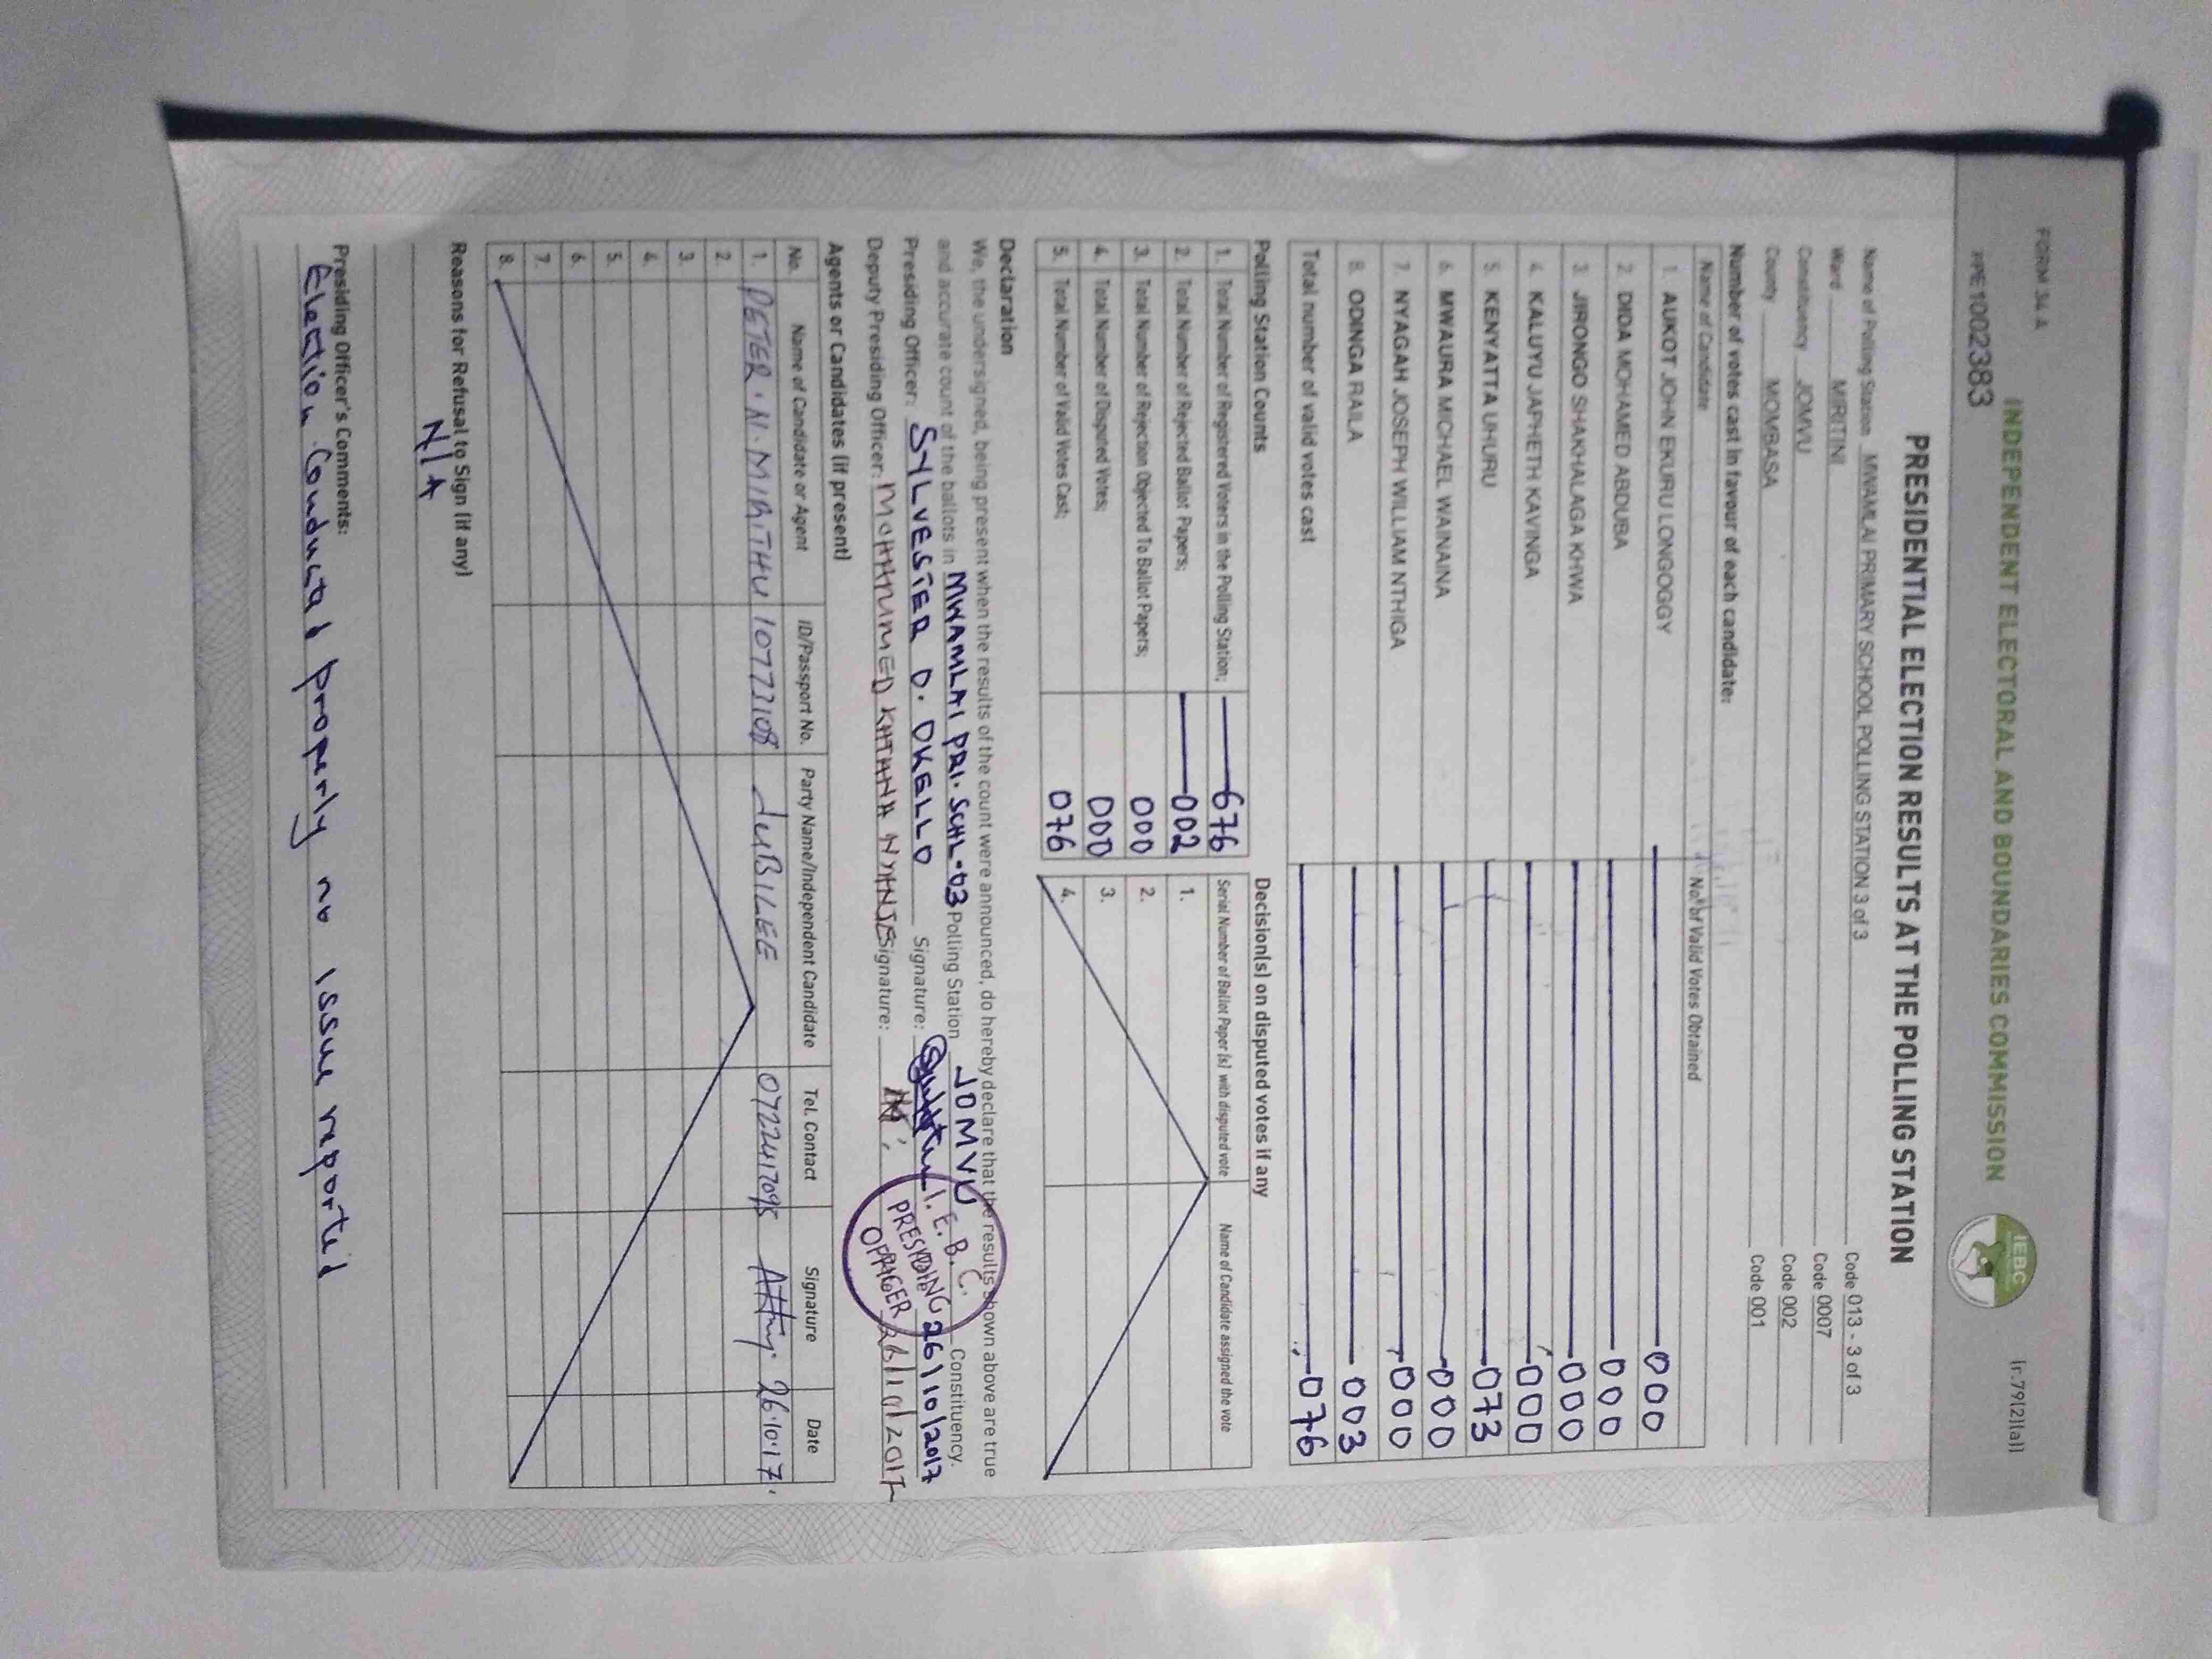 FORM 34 A
(r.79(2)(a))
INDEPENDENT ELECTORAL AND BOUNDARIES COMMISSION
IEBC
PPE1002383
PRESIDENTIAL ELECTION RESULTS AT THE POLLING STATION
Name of Polling Station MWAMLAI PRIMARY SCHOOL POLLING STATION 3 of 3 Code 013 - 3 of 3
Ward MIRITINI Code 0007
Constituency JOMVU Code 002
County MOMBASA Code 001
Number of votes cast in favour of each candidate:
Name of Candidate No. of Valid Votes Obtained
1. AUKOT JOHN EKURU LONGOGGY 000
2. DIDA MOHAMED ABDUBA 000
3. JIRONGO SHAKHALAGA KHWA 000
4. KALUYU JAPHETH KAVINGA 000
5. KENYATTA UHURU 073
6. MWAURA MICHAEL WAINAINA 000
7. NYAGAH JOSEPH WILLIAM NTHIGA 000
8. ODINGA RAILA 003
Total number of valid votes cast 076
Polling Station Counts
1. Total Number of Registered Voters in the Polling Station; 676
2. Total Number of Rejected Ballot Papers; 002
3. Total Number of Rejection Objected To Ballot Papers; 000
4. Total Number of Disputed Votes; 000
5. Total Number of Valid Votes Cast; 076
Decision(s) on disputed votes if any
Serial Number of Ballot Paper (s) with disputed vote Name of Candidate assigned the vote
1.
2.
3.
4.
Declaration
We, the undersigned, being present when the results of the count were announced, do hereby declare that the results shown above are true
and accurate count of the ballots in MWAMLAI PRI. SCHL-03 Polling Station JOMVU Constituency.
Presiding Officer: SYLVESTER D. OKELLO Signature: 26/10/2017
Deputy Presiding Officer: MOHAMMED KHTANA Signature: 26/10/2017
I. E. B. C.
PRESIDING
OFFICER
Agents or Candidates (if present)
No. Name of Candidate or Agent ID/Passport No. Party Name/Independent Candidate Tel. Contact Signature Date
1. PETER . N. MIRITHU 10773108 JUBILEE 0722417095 26.10.17.
2.
3.
4.
5.
6.
7.
8.
Reasons for Refusal to Sign (if any)
N/A
Presiding Officer's Comments:
Election Conducted properly no issue reported